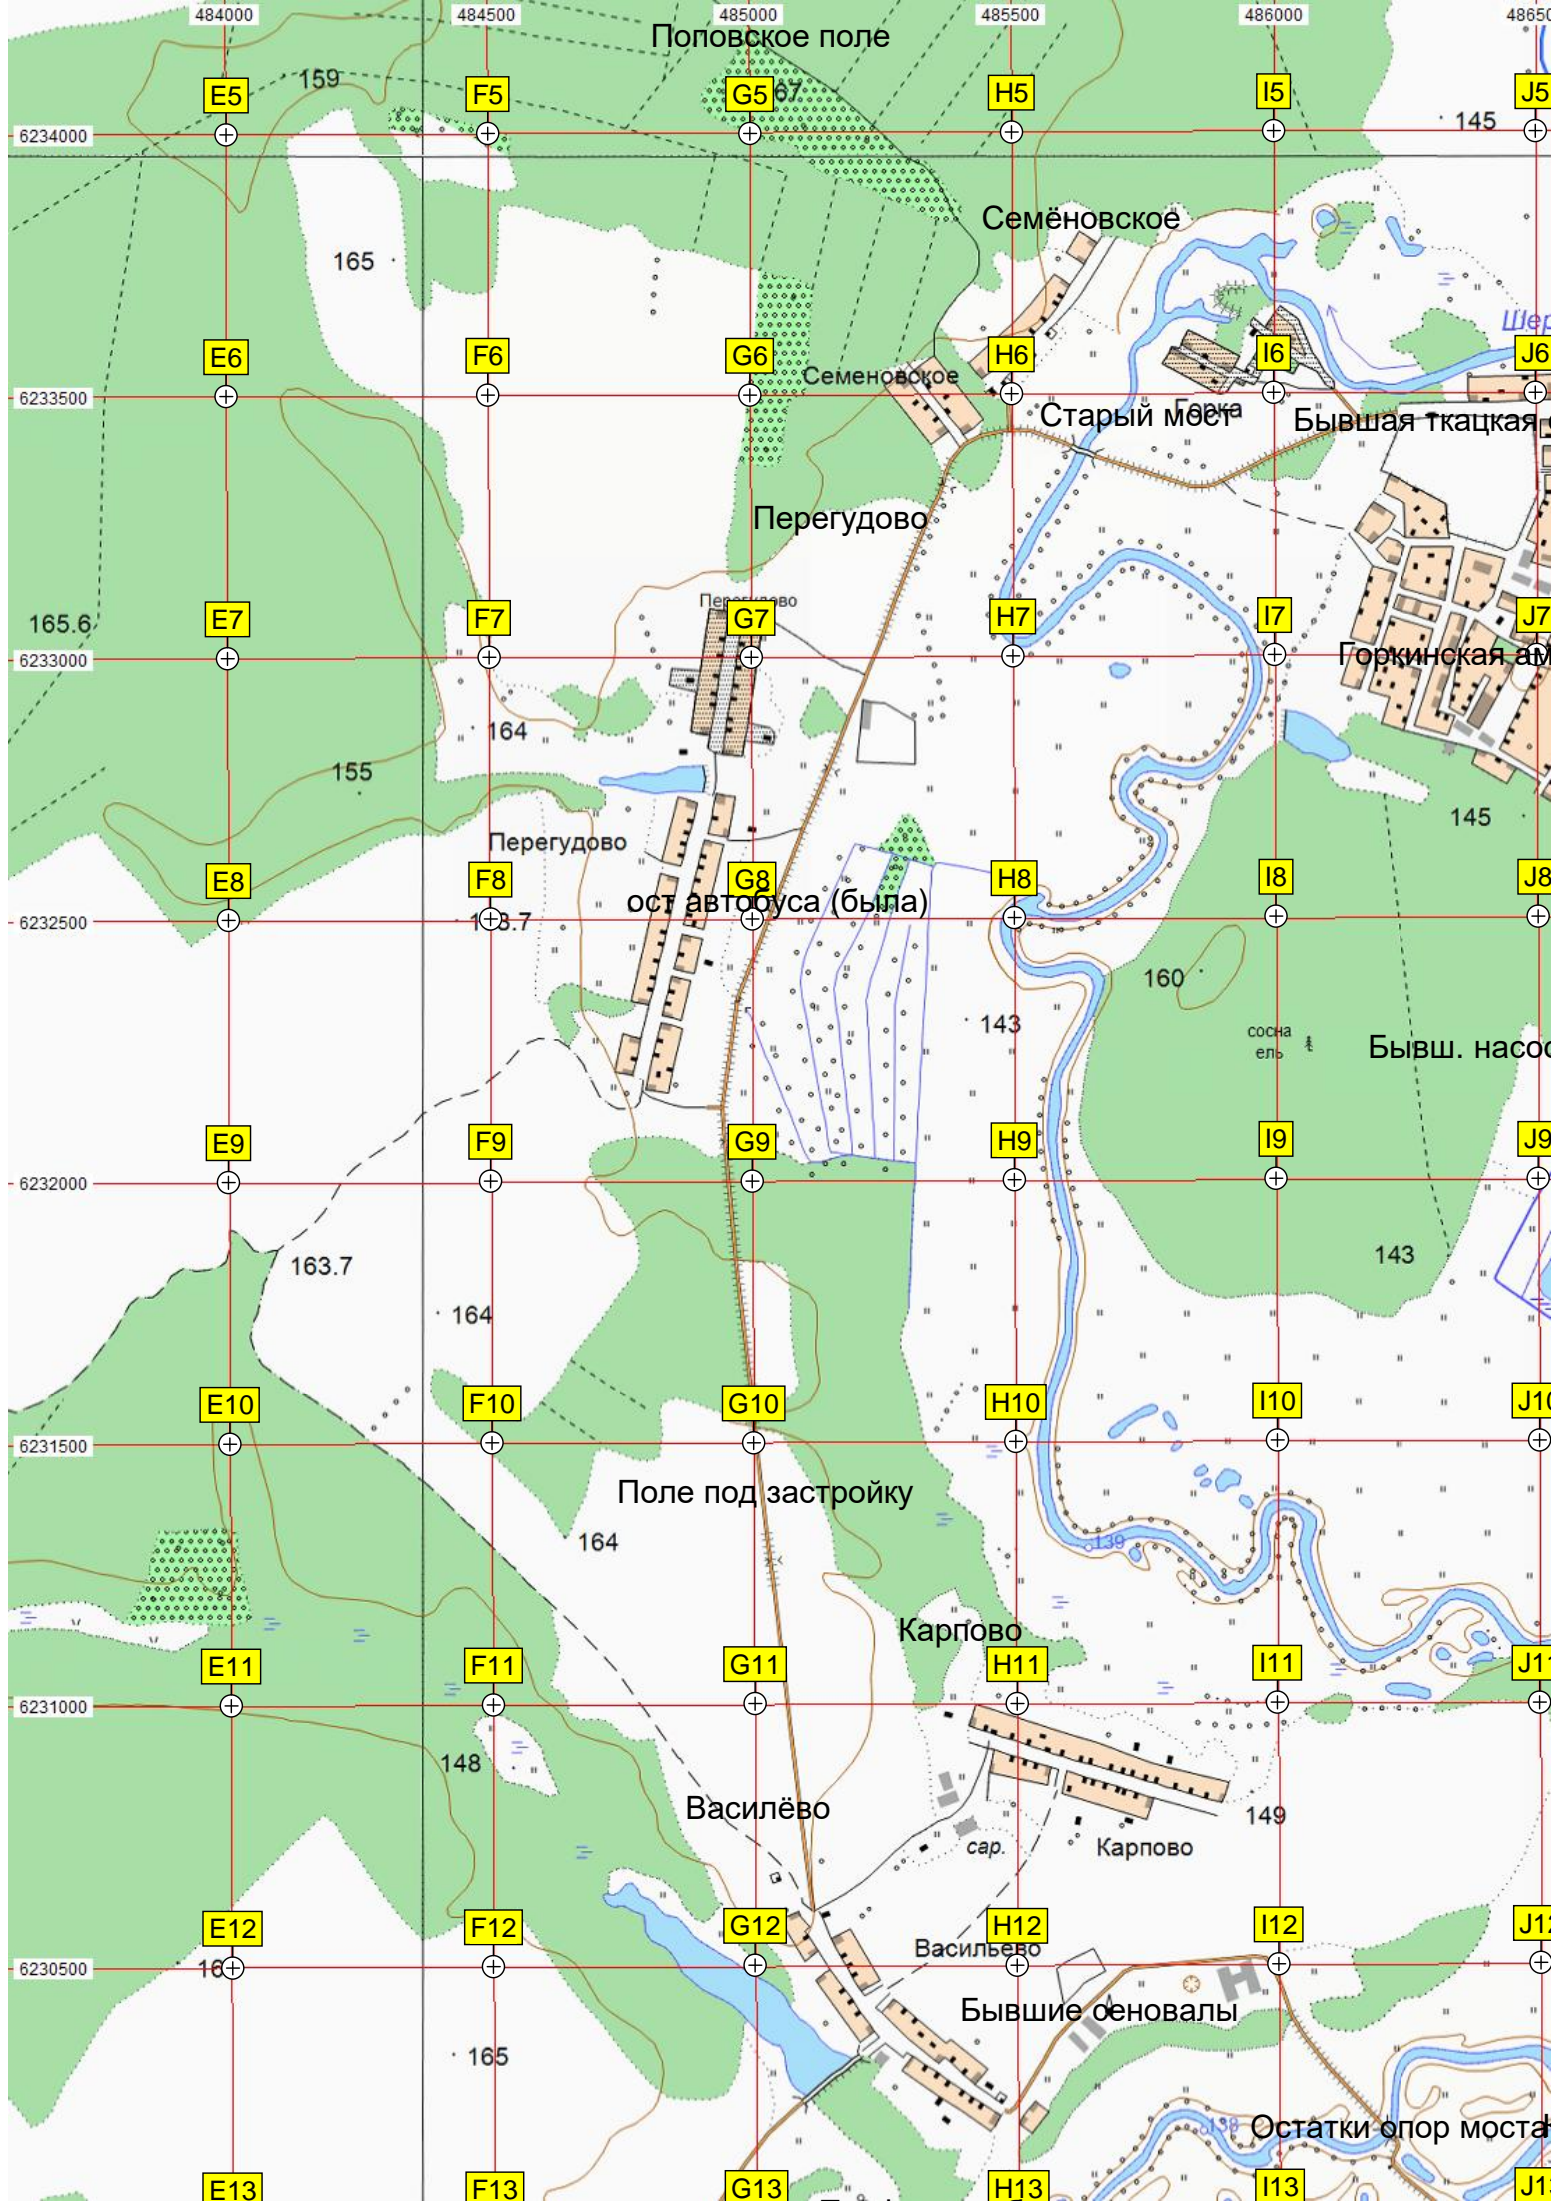 484000 484500 485000 485500 486000
Поповское поле
159
E5 F5 G5 67 H5 I5 J5
145
6234000
Семёновское
165
E6 F6 G6 H6 I6 J6
Семеновское
6233500
Старый мост
Горка
Бывшая ткацкая
Перегудово
Перегудово
165.6
E7 F7 G7 H7 I7 J7
6233000
Горкинская
164
155
145
Перегудово
E8 F8 G8 H8 I8 J8
ост автобуса (была)
6232500
160
143
сосна
ель
Бывш.
E9 F9 G9 H9 I9 J9
6232000
163.7
143
164
E10 F10 G10 H10 I10
6231500
Поле под застройку
164
139
Карпово
E11 F11 G11 H11 I11
6231000
148
Василёво
149
сар.
Карпово
E12 F12 G12 H12 I12
Васильево
6230500
Бывшие сеновалы
165
138
Остатки опор моста
E13 F13 G13 H13 I13